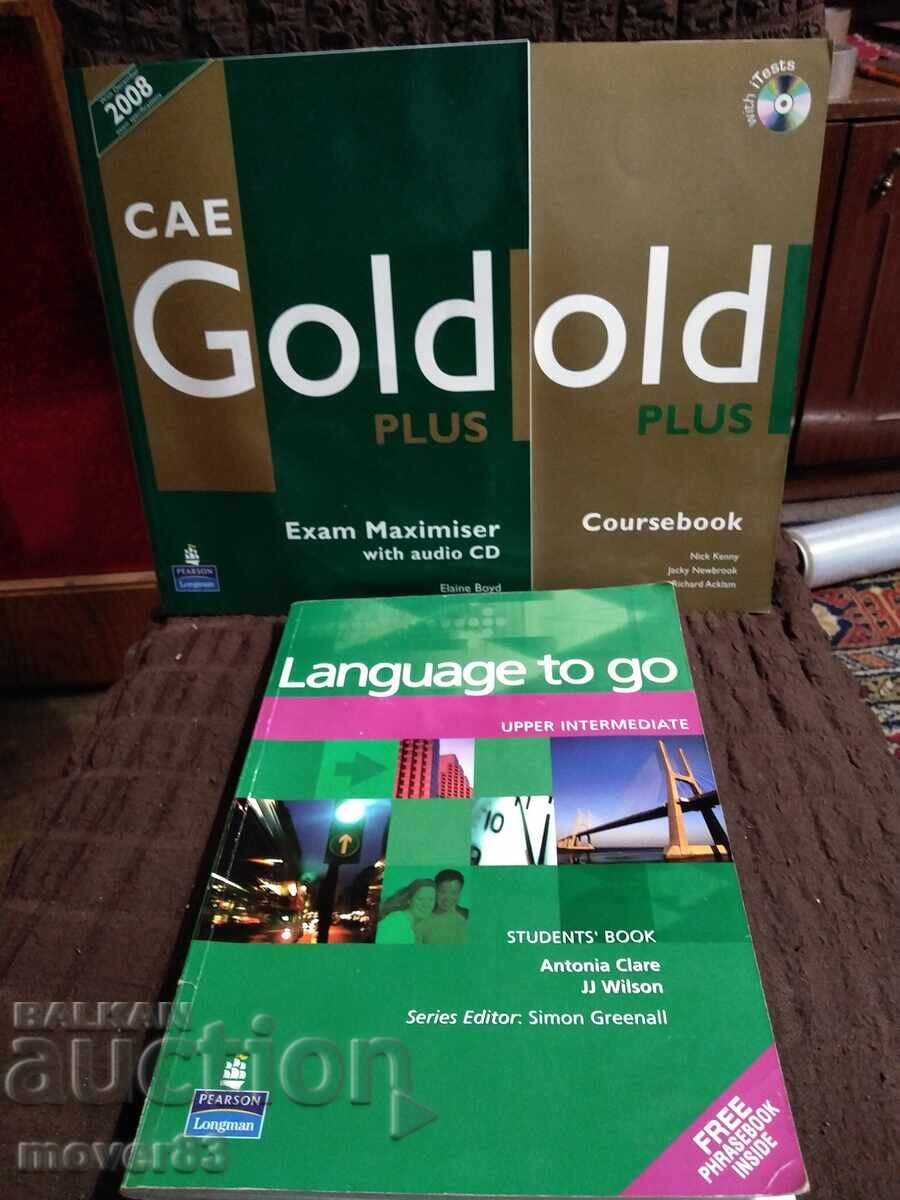 2008
CAE
Gold
PLUS
Exam Maximiser
with audio CD
Elaine Boyd
PEARSON
Longman
with iTests
old
PLUS
Coursebook
Nick Kenny
Jacky Newbrook
Richard Acklam
Language to go
UPPER INTERMEDIATE
10
STUDENTS' BOOK
Antonia Clare
JJ Wilson
Series Editor: Simon Greenall
PEARSON
Longman
FREE
PHRASEBOOK
INSIDE
BALKAN
auction
mover83